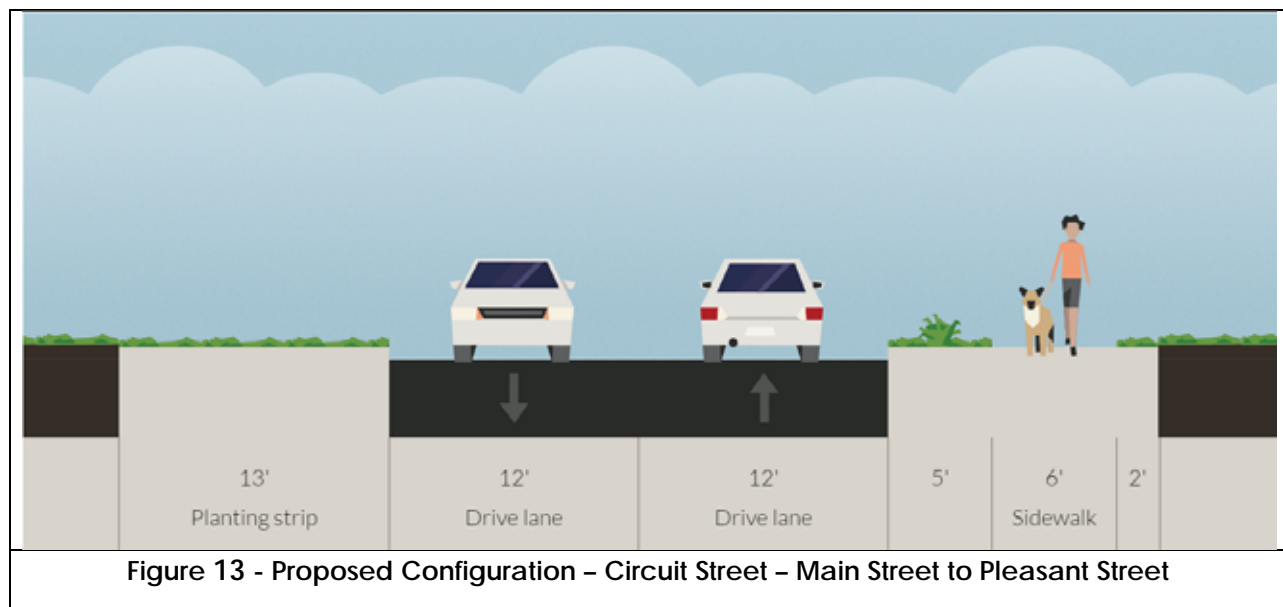 13' 12' 12' 5' 6' 2'
Planting strip Drive lane Drive lane Sidewalk
Figure 13 - Proposed Configuration – Circuit Street – Main Street to Pleasant Street